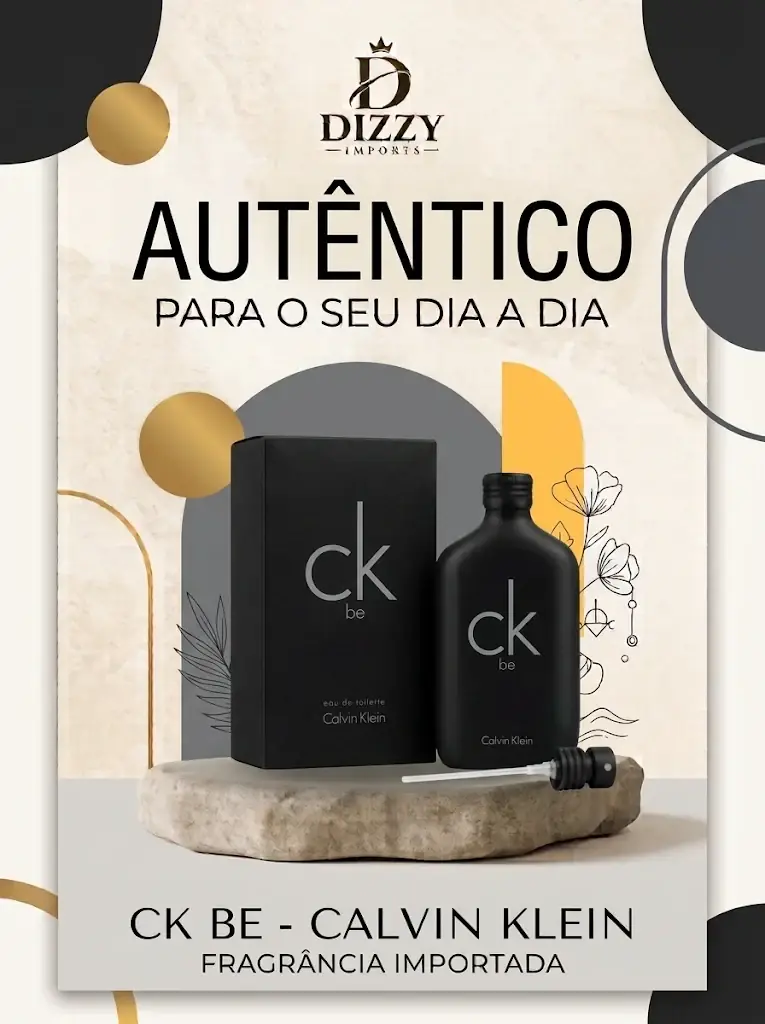 D
DIZZY
IMPORTS
AUTÊNTICO
PARA O SEU DIA A DIA
ck
be
eau de toilette
Calvin Klein
ck
be
Calvin Klein
CK BE - CALVIN KLEIN
FRAGRÂNCIA IMPORTADA